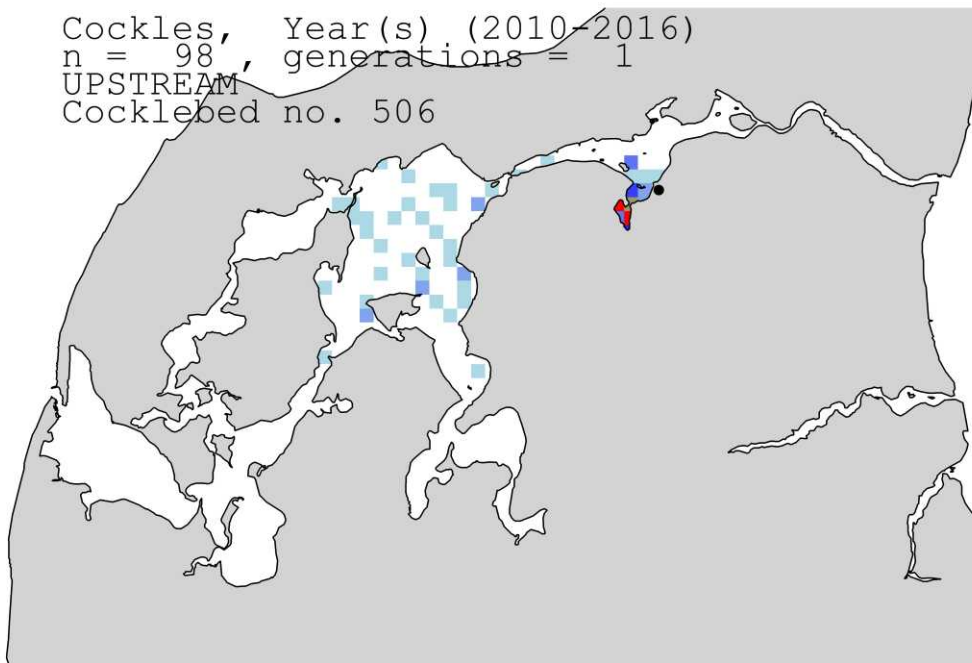 Cockles, Year(s) (2010-2016)
n = 98 , generations = 1
UPSTREAM
Cocklebed no. 506